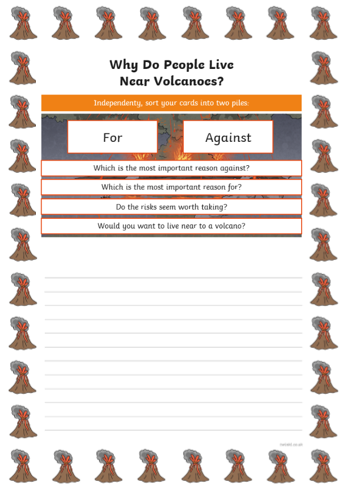 Why Do People Live
Near Volcanoes?
Independenty, sort your cards into two piles:
For
Against
Which is the most important reason against?
Which is the most important reason for?
Do the risks seem worth taking?
Would you want to live near to a volcano?